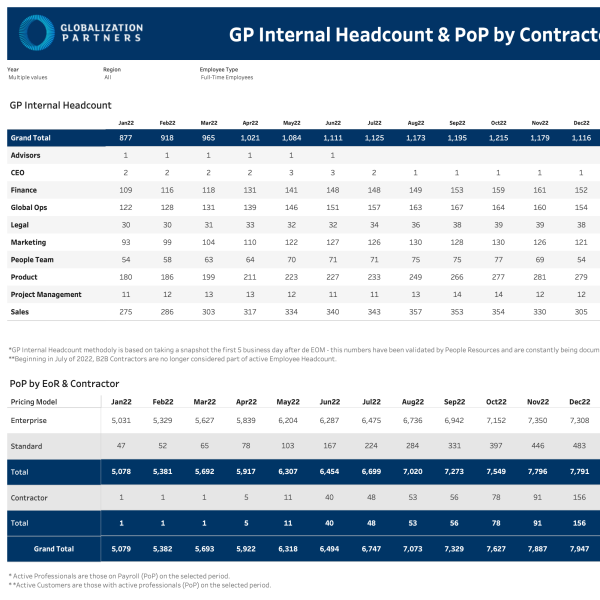 GLOBALIZATION
PARTNERS
GP Internal Headcount & PoP by Contract
Year Region Employee Type
Multiple values All Full-Time Employees
GP Internal Headcount
Jan22 Feb22 Mar22 Apr22 May22 Jun22 Jul22 Aug22 Sep22 Oct22 Nov22 Dec22
Grand Total 877 918 965 1,021 1,084 1,111 1,125 1,173 1,195 1,215 1,179 1,116
Advisors 1 1 1 1 1 1
CEO 2 2 2 2 3 3 2 1 1 1 1 1
Finance 109 116 118 131 141 148 148 149 153 159 161 152
Global Ops 122 128 131 139 146 151 157 163 167 164 160 154
Legal 30 30 31 33 32 32 34 36 38 39 39 38
Marketing 93 99 104 110 122 127 126 130 128 130 126 121
People Team 54 58 63 64 70 71 71 75 75 77 69 54
Product 180 186 199 211 223 227 233 249 266 277 281 279
Project Management 11 12 13 13 12 11 11 13 14 14 12 12
Sales 275 286 303 317 334 340 343 357 353 354 330 305
*GP Internal Headcount methodoly is based on taking a snapshot the first 5 business day after de EOM - this numbers have been validated by People Resources and are constantly being docum
**Beginning in July of 2022, B2B Contractors are no longer considered part of active Employee Headcount.
PoP by EoR & Contractor
Pricing Model Jan22 Feb22 Mar22 Apr22 May22 Jun22 Jul22 Aug22 Sep22 Oct22 Nov22 Dec22
Enterprise 5,031 5,329 5,627 5,839 6,204 6,287 6,475 6,736 6,942 7,152 7,350 7,308
Standard 47 52 65 78 103 167 224 284 331 397 446 483
Total 5,078 5,381 5,692 5,917 6,307 6,454 6,699 7,020 7,273 7,549 7,796 7,791
Contractor 1 1 1 5 11 40 48 53 56 78 91 156
Total 1 1 1 5 11 40 48 53 56 78 91 156
Grand Total 5,079 5,382 5,693 5,922 6,318 6,494 6,747 7,073 7,329 7,627 7,887 7,947
* Active Professionals are those on Payroll (PoP) on the selected period.
* *Active Customers are those with active professionals (PoP) on the selected period.